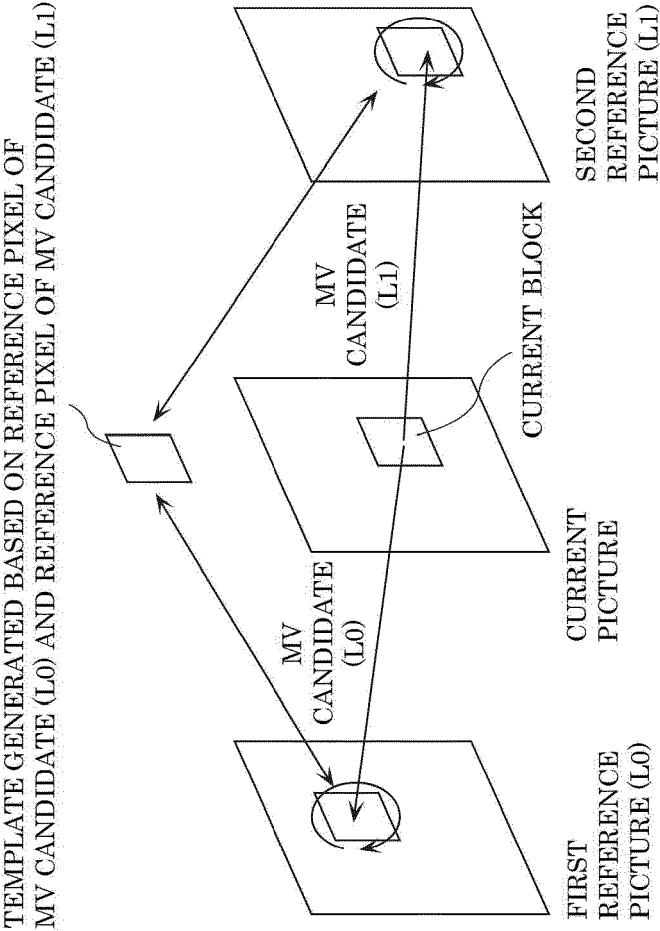 TEMPLATE GENERATED BASED ON REFERENCE PIXEL OF
MV CANDIDATE (L0) AND REFERENCE PIXEL OF MV CANDIDATE (L1)
MV
CANDIDATE
(L0)
MV
CANDIDATE
(L1)
CURRENT BLOCK
FIRST
REFERENCE
PICTURE (L0)
CURRENT
PICTURE
SECOND
REFERENCE
PICTURE (L1)